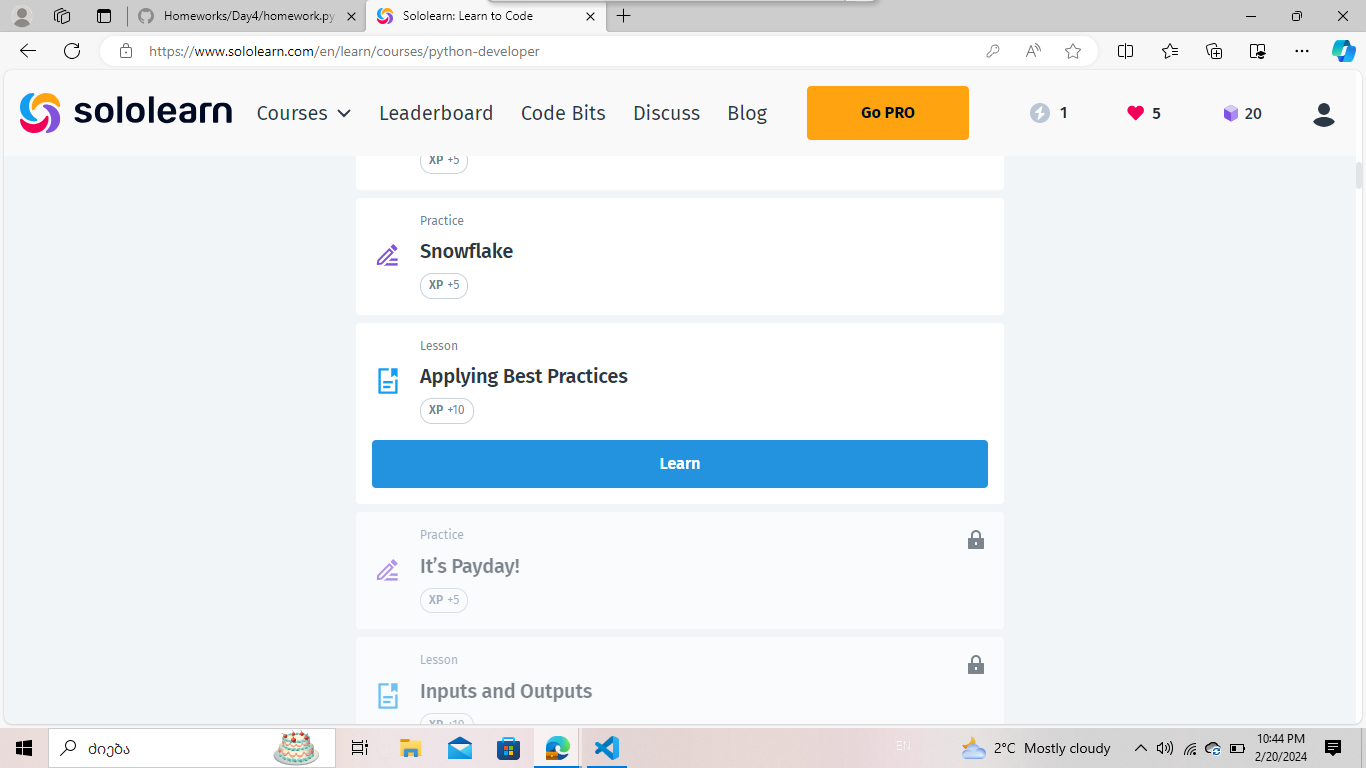 Homeworks/Day4/homework.py
Sololearn: Learn to Code
https://www.sololearn.com/en/learn/courses/python-developer
sololearn
Courses
Leaderboard
Code Bits
Discuss
Blog
Go PRO
1
5
20
XP +5
Practice
Snowflake
XP +5
Lesson
Applying Best Practices
XP +10
Learn
Practice
It’s Payday!
XP +5
Lesson
Inputs and Outputs
XP +10
ძიება
EN
2°C Mostly cloudy
10:44 PM
2/20/2024